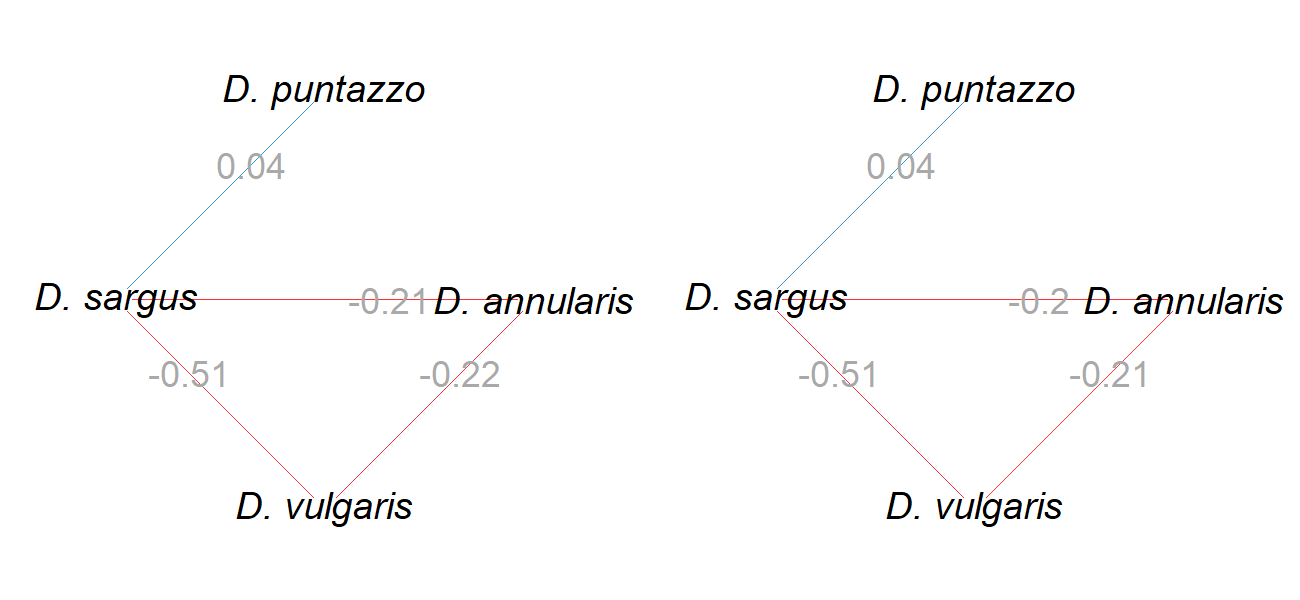 D. puntazzo
0.04
D. sargus
-0.21
D. annularis
-0.51
-0.22
D. vulgaris
D. puntazzo
0.04
D. sargus
-0.2
D. annularis
-0.51
-0.21
D. vulgaris